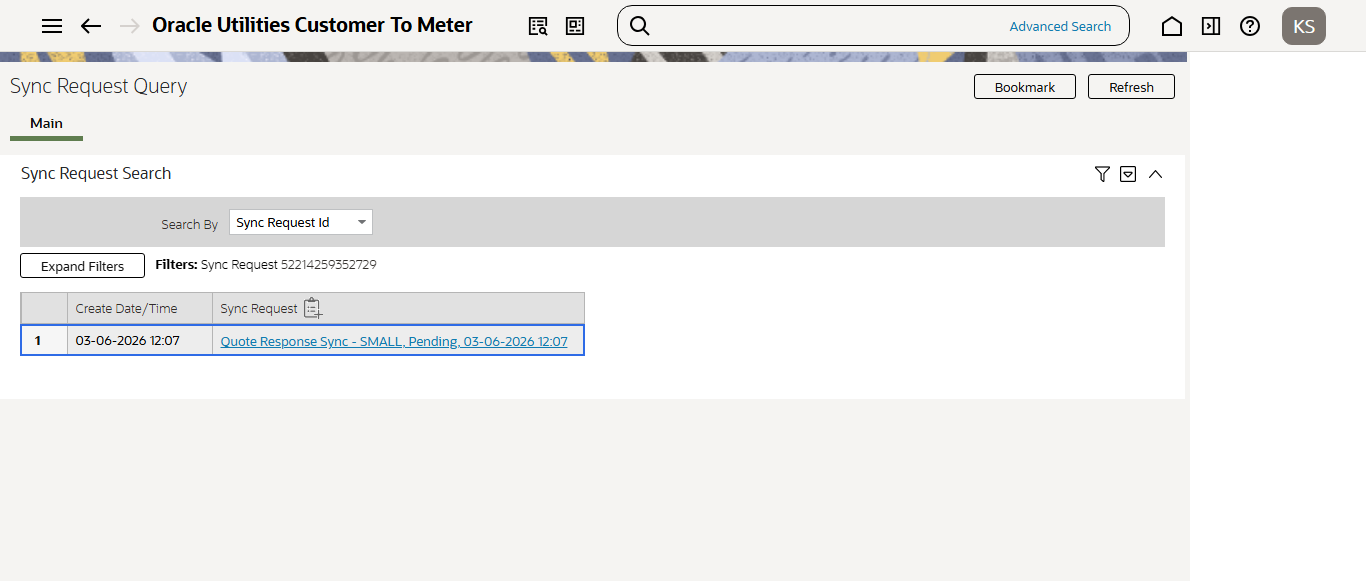 Oracle Utilities Customer To Meter
Advanced Search
KS
Sync Request Query
Bookmark
Refresh
Main
Sync Request Search
Search By Sync Request Id
Expand Filters
Filters: Sync Request 52214259352729
Create Date/Time Sync Request
1 03-06-2026 12:07 Quote Response Sync - SMALL, Pending, 03-06-2026 12:07